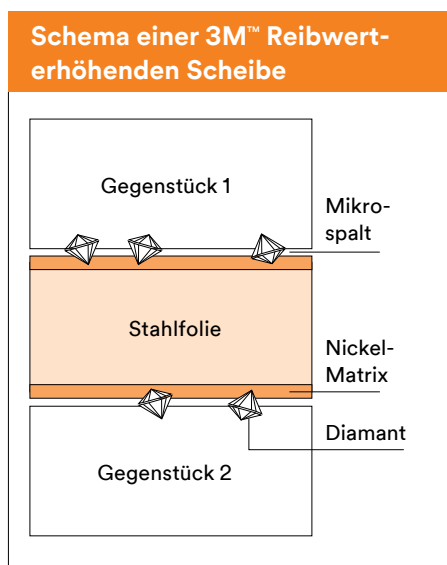 Schema einer 3M™ Reibwert-
erhöhenden Scheibe
Gegenstück 1
Mikro-
spalt
Stahlfolie
Nickel-
Matrix
Diamant
Gegenstück 2